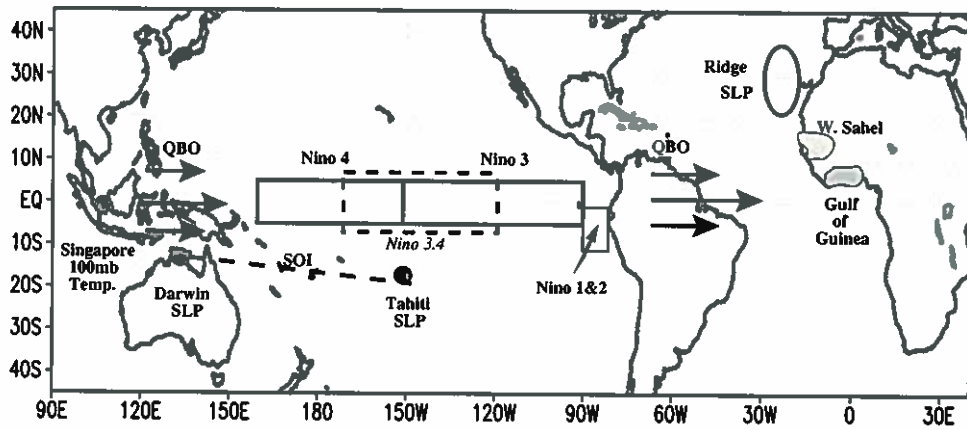 40N
30N
20N
10N
EQ
10S
20S
30S
40S
Ridge
SLP
W. Sahel
QBO
Nino 4
Nino 3
QBO
Gulf
of
Guinea
Nino 3.4
Singapore
100mb
Temp.
SOI
Nino 1&2
Darwin
SLP
Tahiti
SLP
90E
120E
150E
180
150W
120W
90W
60W
30W
0
30E